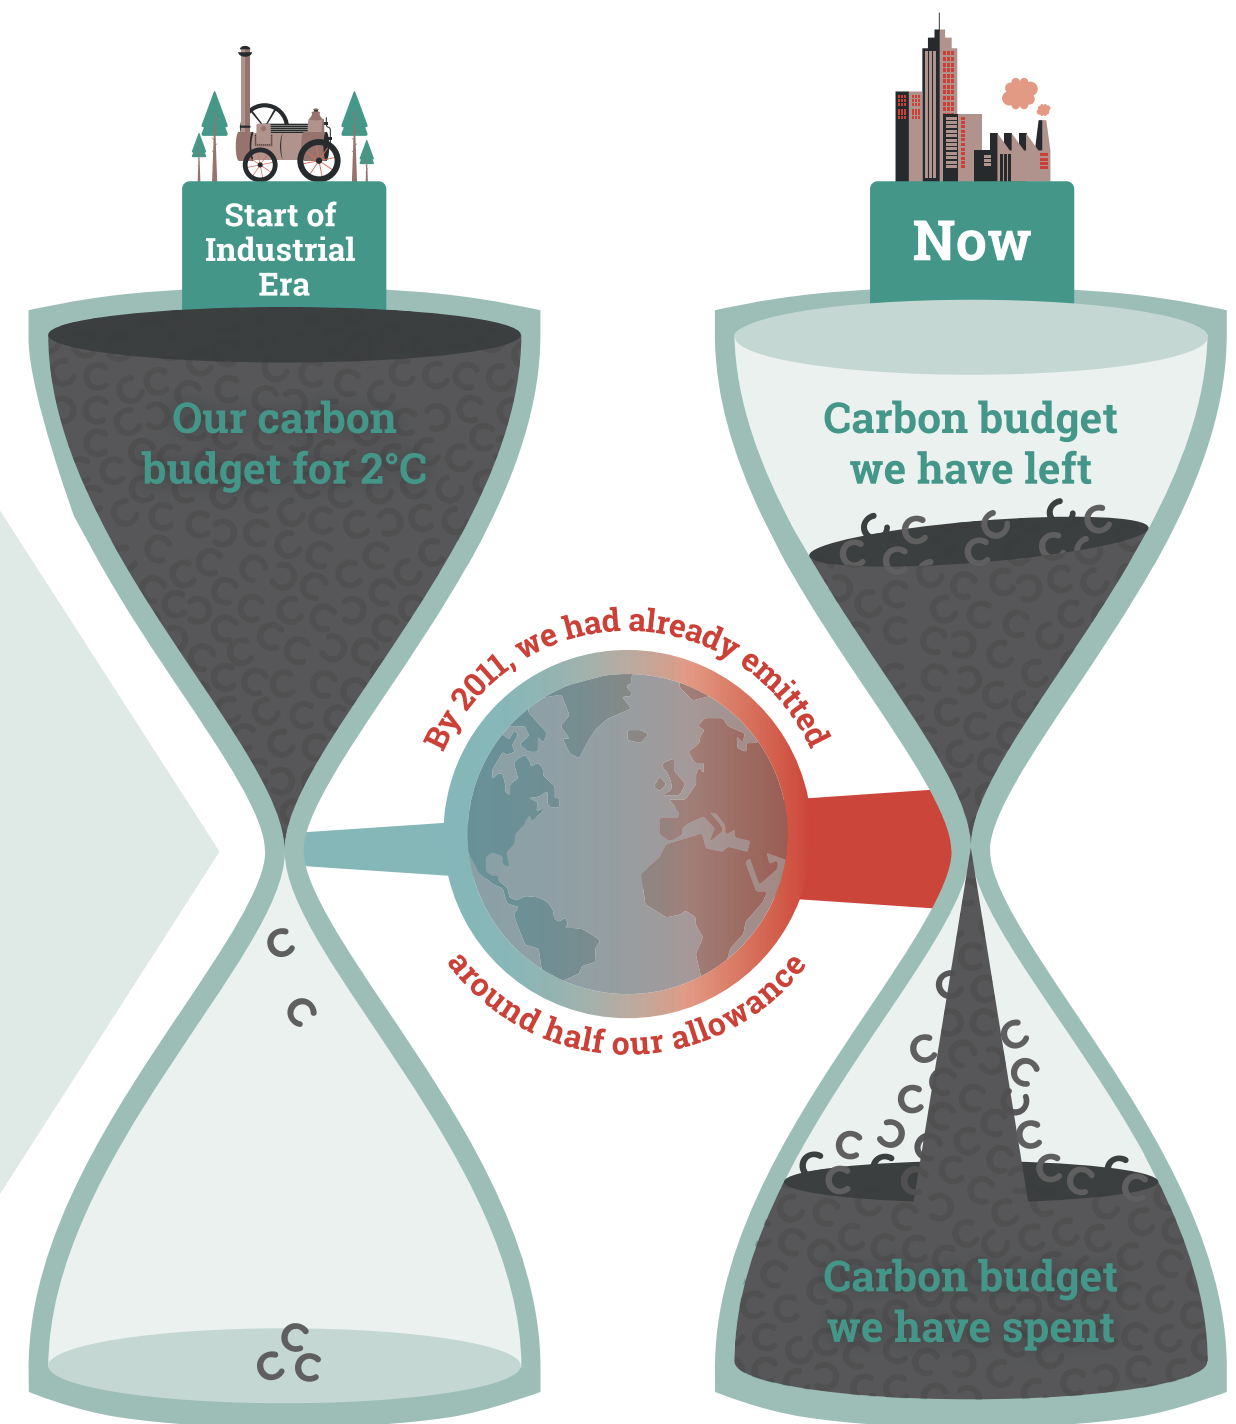 Start of
Industrial
Era
Our carbon
budget for 2°C
Now
Carbon budget
we have left
By 2011, we had already emitted
around half our allowance
Carbon budget
we have spent